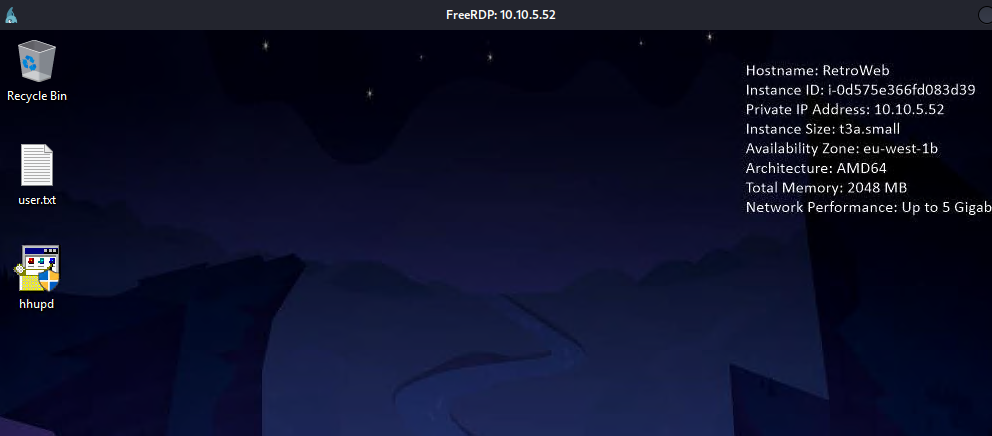 FreeRDP: 10.10.5.52
Recycle Bin
user.txt
hhupd
Hostname: RetroWeb
Instance ID: i-0d575e366fd083d39
Private IP Address: 10.10.5.52
Instance Size: t3a.small
Availability Zone: eu-west-1b
Architecture: AMD64
Total Memory: 2048 MB
Network Performance: Up to 5 Gigab